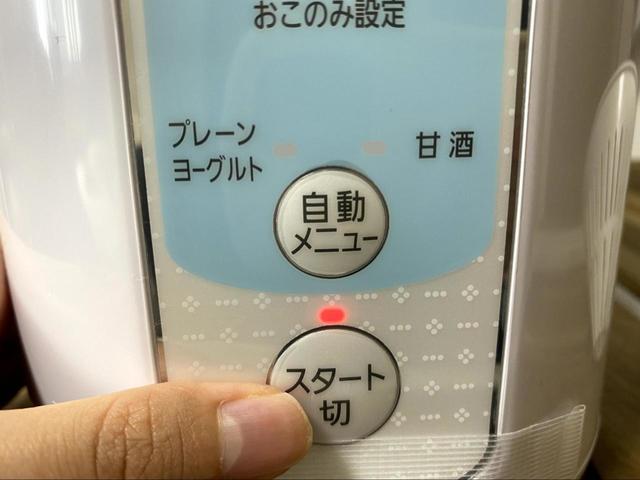 おこのみ設定
プレーン
ヨーグルト
甘酒
自動
メニュー
スタート
切